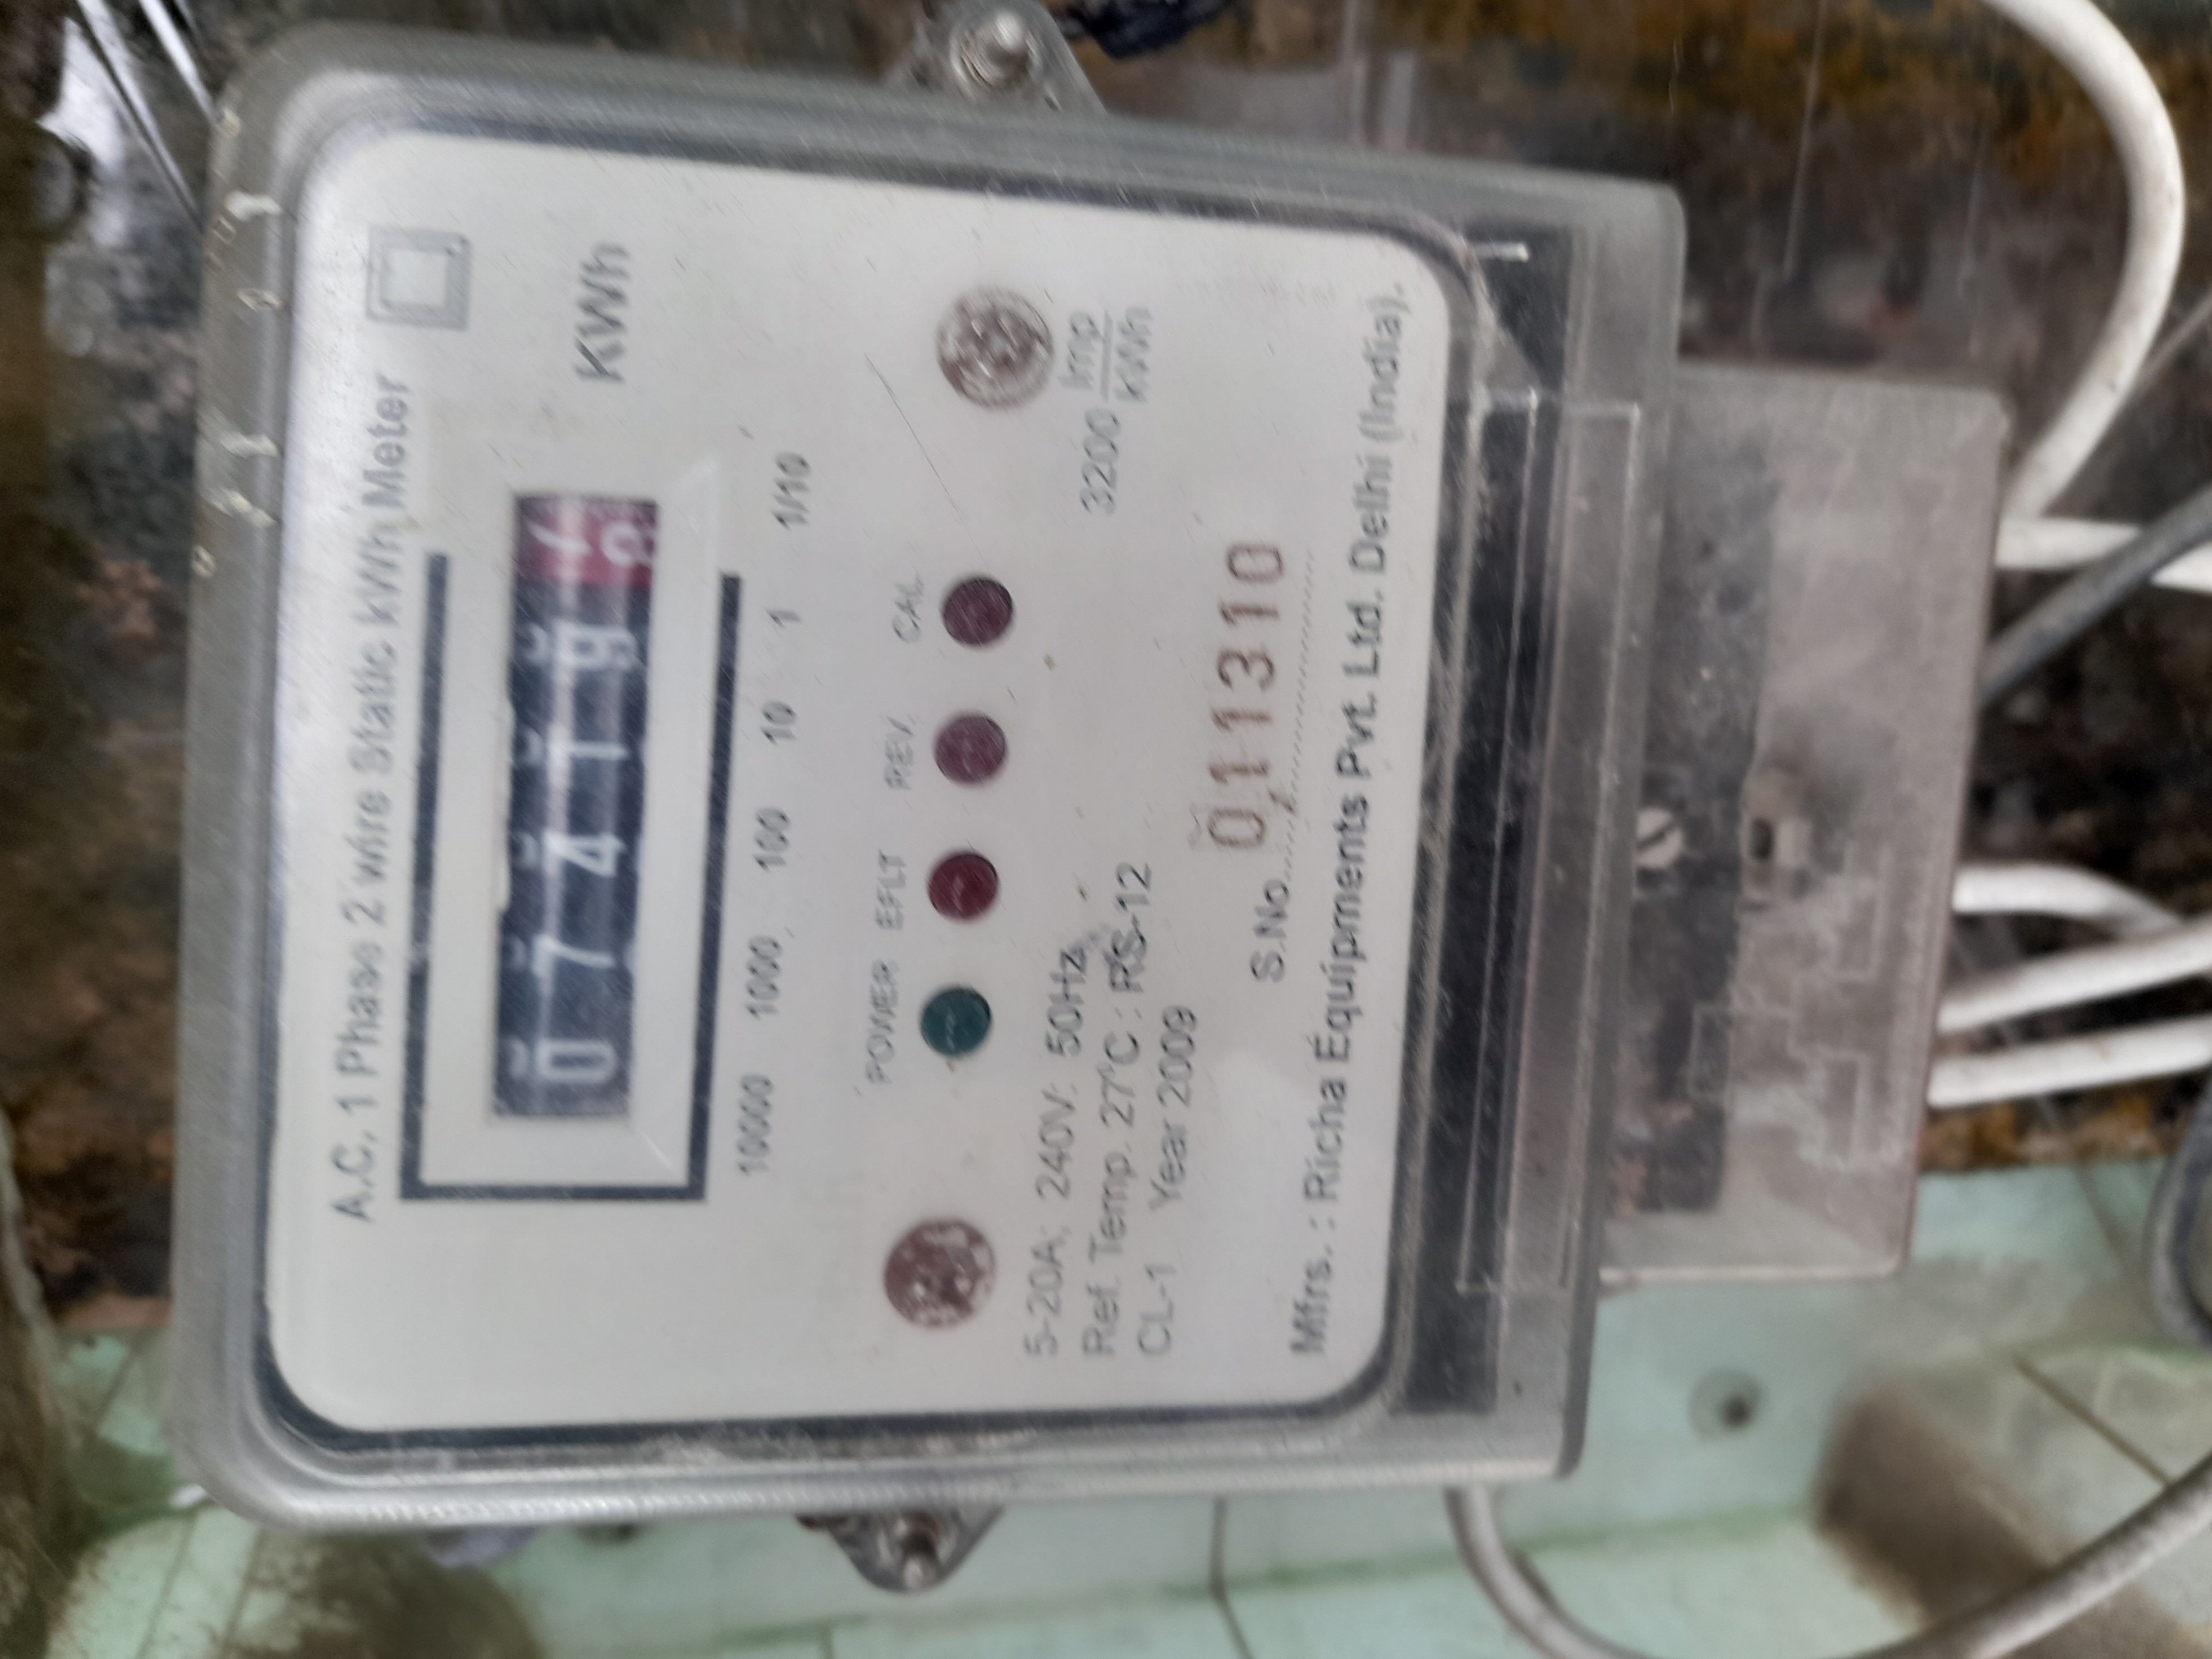 A.C. 1 Phase 2 wire Static kWh Meter
0 7 4 1 9
KWh
10000 1000 100 10 1 1/10
POWER EFLT REV. CAL.
3200 Imp/KWh
5-20A; 240V; 50Hz
Ref. Temp. 27°C : RS-12
CL-1 Year 2009
S.No. 011310
Mfrs. : Richa Equipments Pvt. Ltd. Delhi (India).